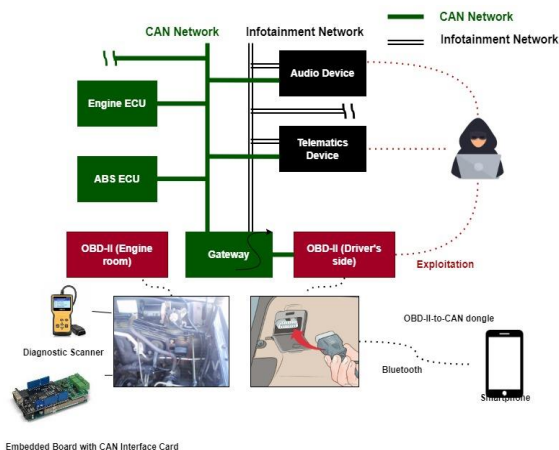 CAN Network
Infotainment Network
CAN Network
Infotainment Network
Audio Device
Engine ECU
Telematics
Device
ABS ECU
OBD-II (Engine
room)
Gateway
OBD-II (Driver's
side)
Exploitation
Diagnostic Scanner
OBD-II-to-CAN dongle
Bluetooth
Smartphone
Embedded Board with CAN Interface Card